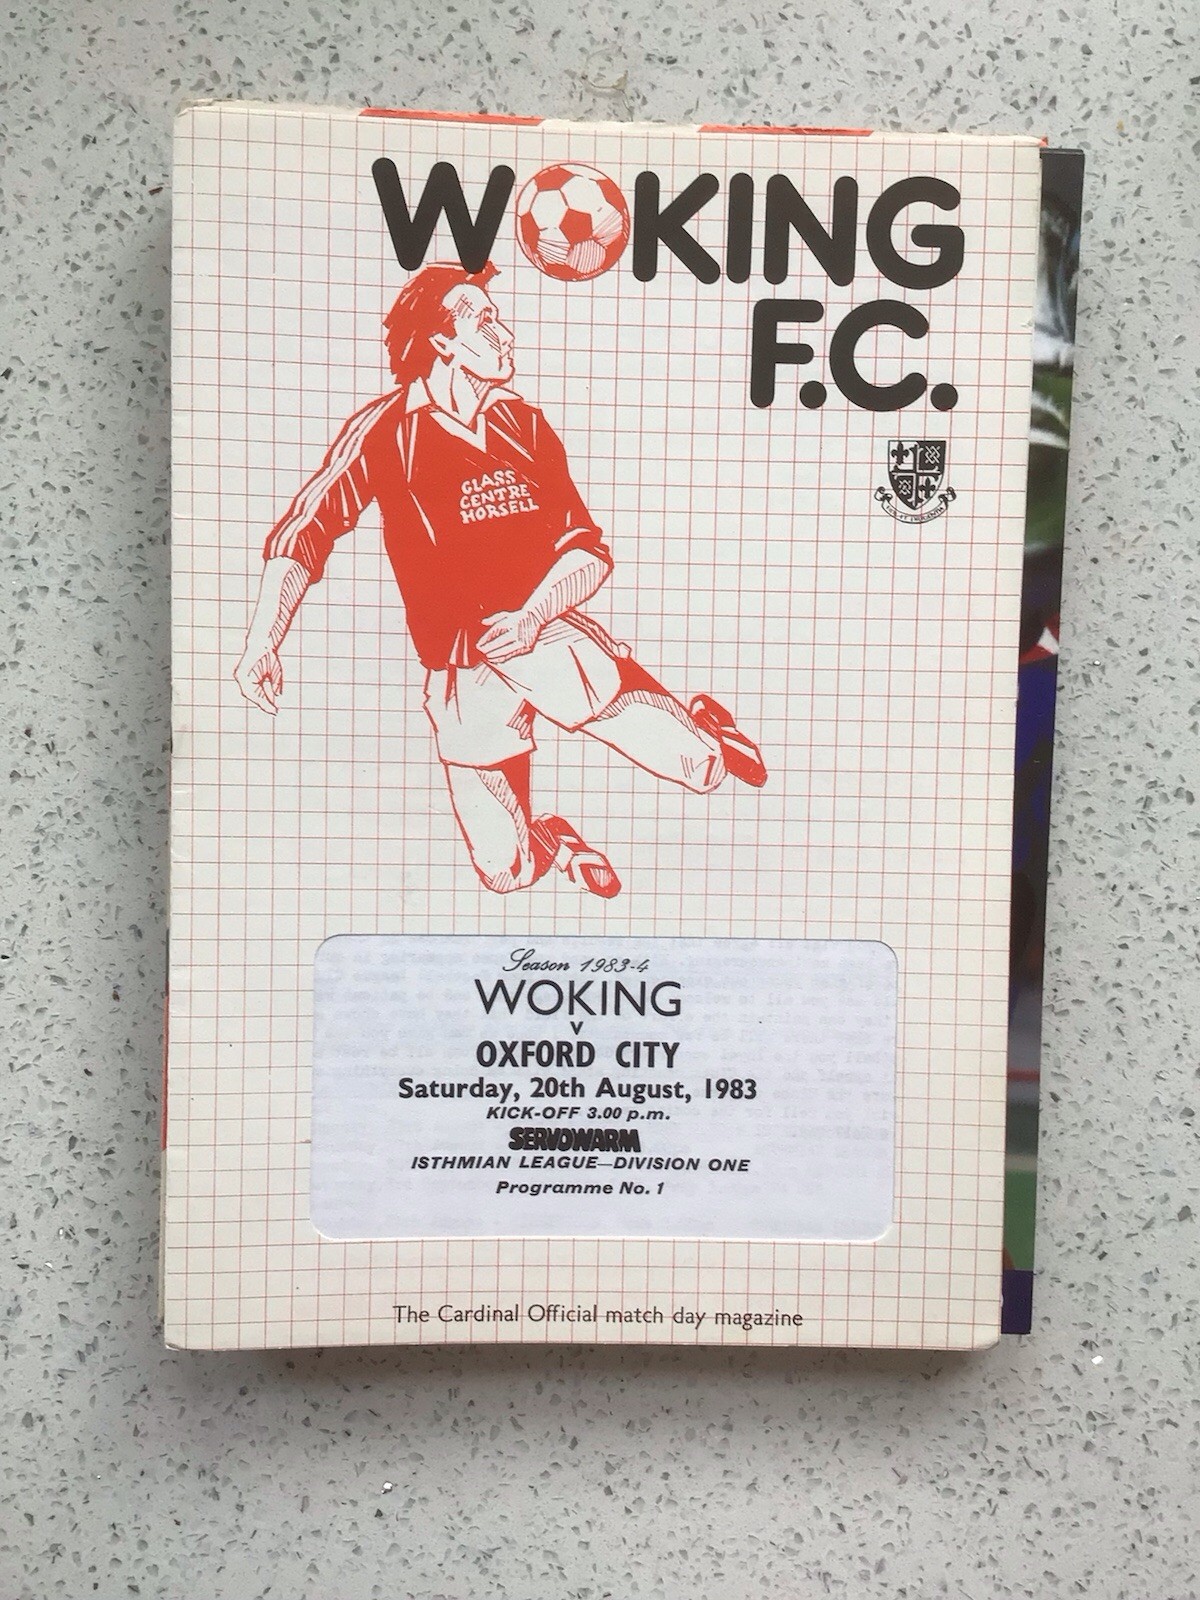 WOKING
F.C.
GLASS
CENTRE
HORSELL
Season 1983-4
WOKING
v
OXFORD CITY
Saturday, 20th August, 1983
KICK-OFF 3.00 p.m.
SERVOWARM
ISTHMIAN LEAGUE—DIVISION ONE
Programme No. 1
The Cardinal Official match day magazine